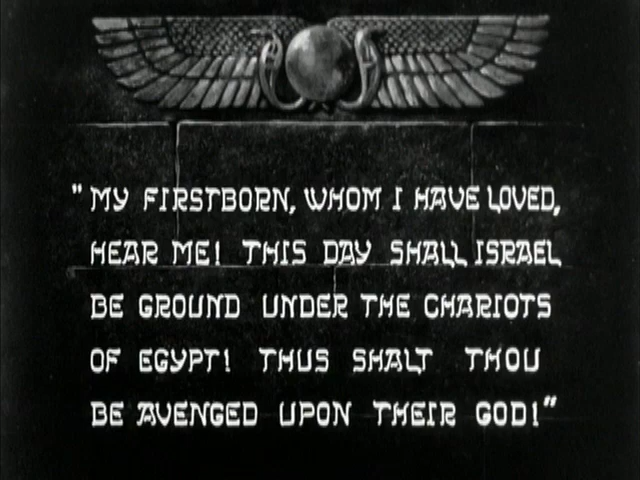 "MY FIRSTBORN, WHOM I HAVE LOVED,
HEAR ME! THIS DAY SHALL ISRAEL
BE GROUND UNDER THE CHARIOTS
OF EGYPT! THUS SHALT THOU
BE AVENGED UPON THEIR GOD!"